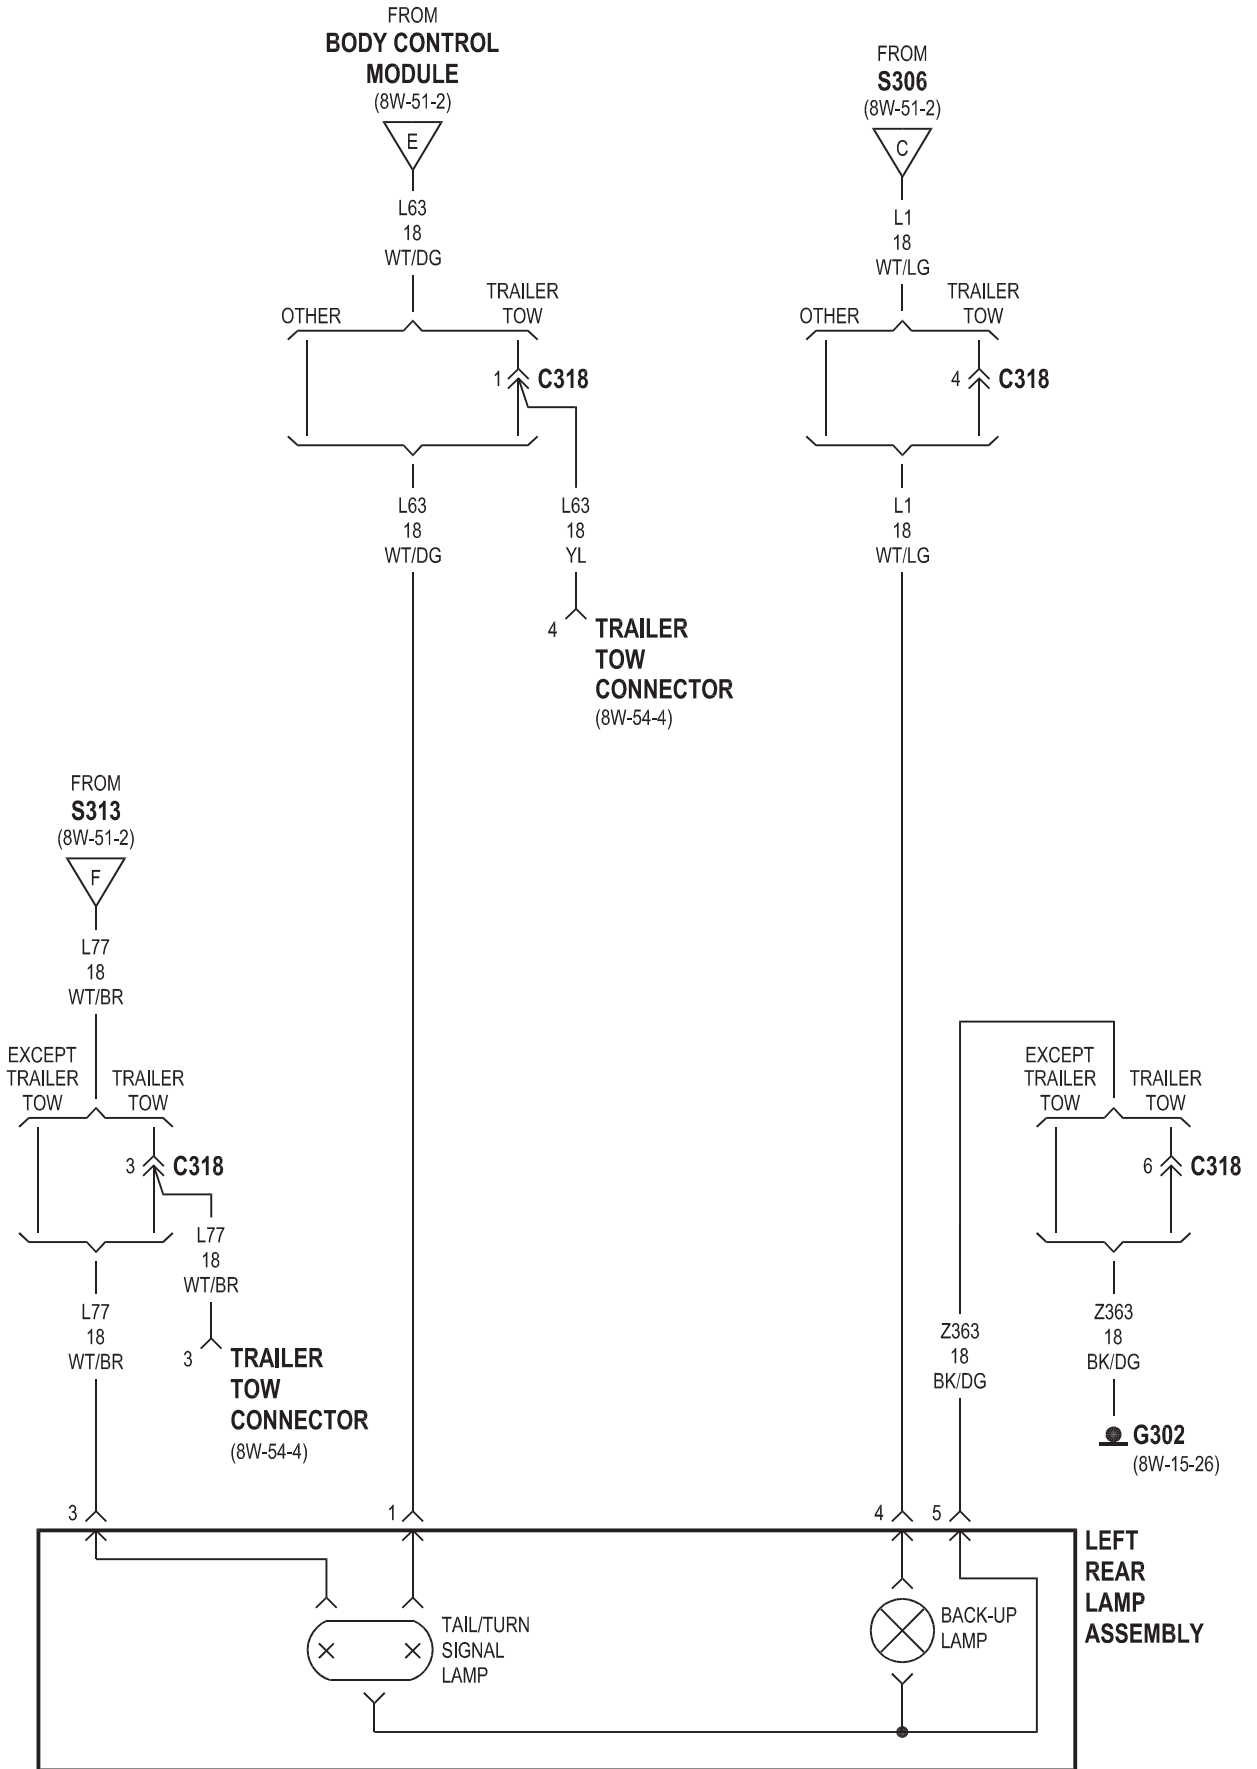 FROM
BODY CONTROL
MODULE
(8W-51-2)
E
L63
18
WT/DG
OTHER
TRAILER
TOW
1
C318
L63
18
WT/DG
L63
18
YL
4
TRAILER
TOW
CONNECTOR
(8W-54-4)
FROM
S306
(8W-51-2)
C
L1
18
WT/LG
OTHER
TRAILER
TOW
4
C318
L1
18
WT/LG
FROM
S313
(8W-51-2)
F
L77
18
WT/BR
EXCEPT
TRAILER
TOW
TRAILER
TOW
3
C318
L77
18
WT/BR
L77
18
WT/BR
3
TRAILER
TOW
CONNECTOR
(8W-54-4)
EXCEPT
TRAILER
TOW
TRAILER
TOW
6
C318
Z363
18
BK/DG
Z363
18
BK/DG
G302
(8W-15-26)
3
1
4
5
LEFT
REAR
LAMP
ASSEMBLY
TAIL/TURN
SIGNAL
LAMP
BACK-UP
LAMP